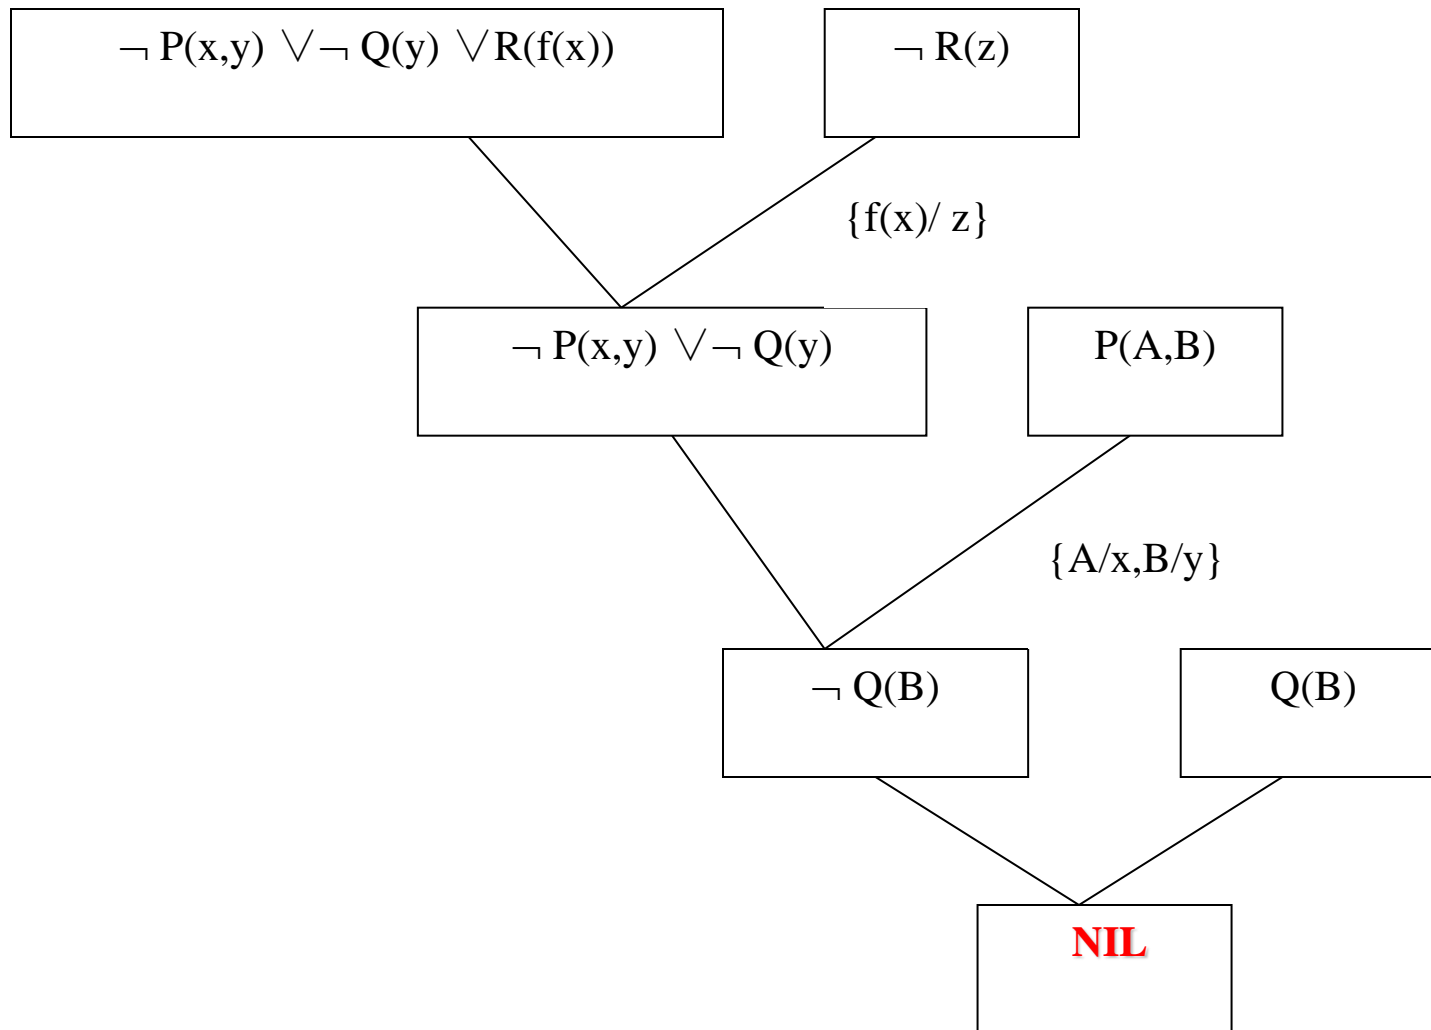 ¬ P(x,y) ∨¬ Q(y) ∨R(f(x))
¬ R(z)
{f(x)/ z}
¬ P(x,y) ∨¬ Q(y)
P(A,B)
{A/x,B/y}
¬ Q(B)
Q(B)
NIL